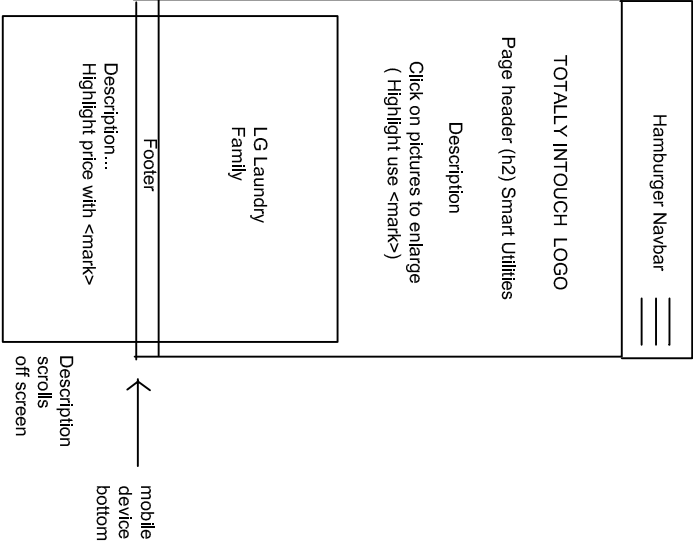 Hamburger Navbar
TOTALLY INTOUCH LOGO
Page header (h2) Smart Utilities
Description
Click on pictures to enlarge
( Highlight use <mark>)
LG Laundry
Family
Footer
Description...
Highlight price with <mark>
Description
scrolls
off screen
mobile
device
bottom